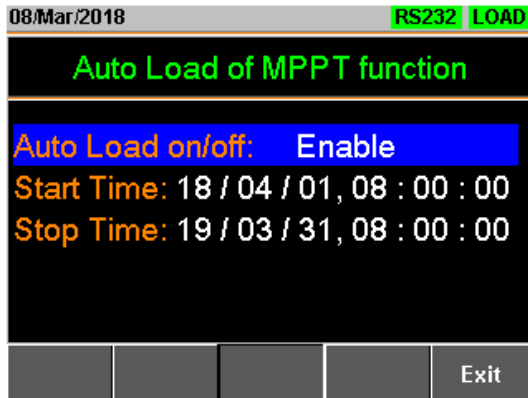 08/Mar/2018 RS232 LOAD
Auto Load of MPPT function
Auto Load on/off: Enable
Start Time: 18 / 04 / 01, 08 : 00 : 00
Stop Time: 19 / 03 / 31, 08 : 00 : 00
Exit